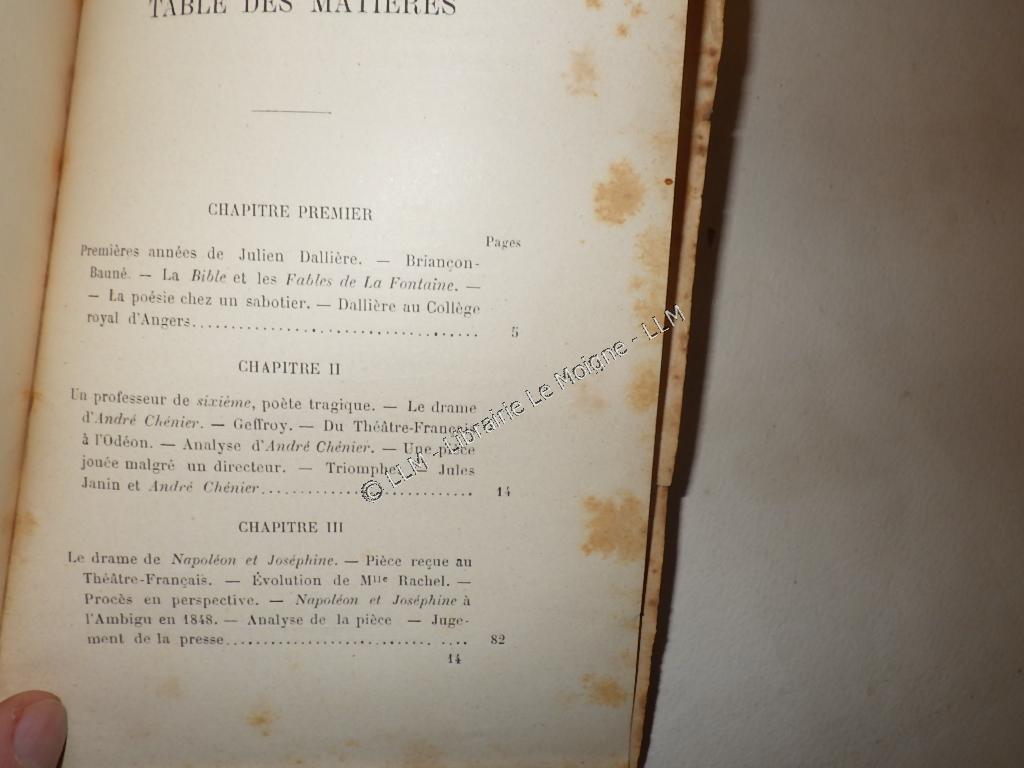 TABLE DES MATIÈRES
CHAPITRE PREMIER
Pages
Premières années de Julien Dallière. — Briançon-
Bauné. — La Bible et les Fables de La Fontaine. —
— La poésie chez un sabotier. — Dallière au Collège
royal d'Angers.................................... 5
CHAPITRE II
Un professeur de sixième, poète tragique. — Le drame
d'André Chénier. — Geffroy. — Du Théâtre-Français
à l'Odéon. — Analyse d'André Chénier. — Une pièce
jouée malgré un directeur. — Triomphe. — Jules
Janin et André Chénier........................... 14
CHAPITRE III
Le drame de Napoléon et Joséphine. — Pièce reçue au
Théâtre-Français. — Évolution de Mlle Rachel. —
Procès en perspective. — Napoléon et Joséphine à
l'Ambigu en 1848. — Analyse de la pièce — Juge-
ment de la presse........................... .... 82
14
© LLM - Librairie Le Moigne - LLM